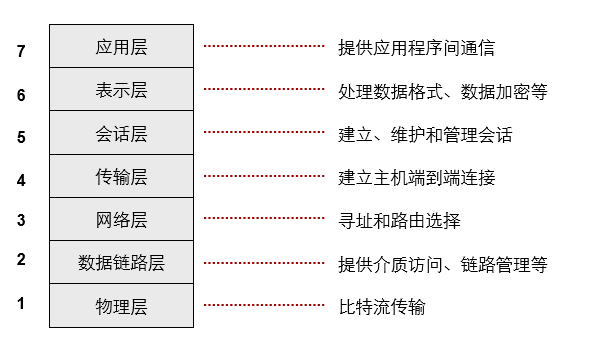 7 应用层 提供应用程序间通信
6 表示层 处理数据格式、数据加密等
5 会话层 建立、维护和管理会话
4 传输层 建立主机端到端连接
3 网络层 寻址和路由选择
2 数据链路层 提供介质访问、链路管理等
1 物理层 比特流传输